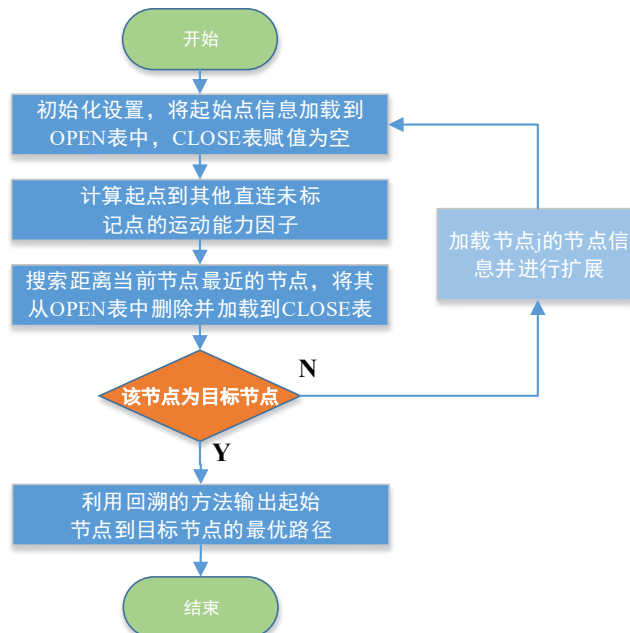 开始
初始化设置，将起始点信息加载到
OPEN表中，CLOSE表赋值为空
计算起点到其他直连未标
记点的运动能力因子
搜索距离当前节点最近的节点，将其
从OPEN表中删除并加载到CLOSE表
该节点为目标节点
N
加载节点j的节点信
息并进行扩展
Y
利用回溯的方法输出起始
节点到目标节点的最优路径
结束